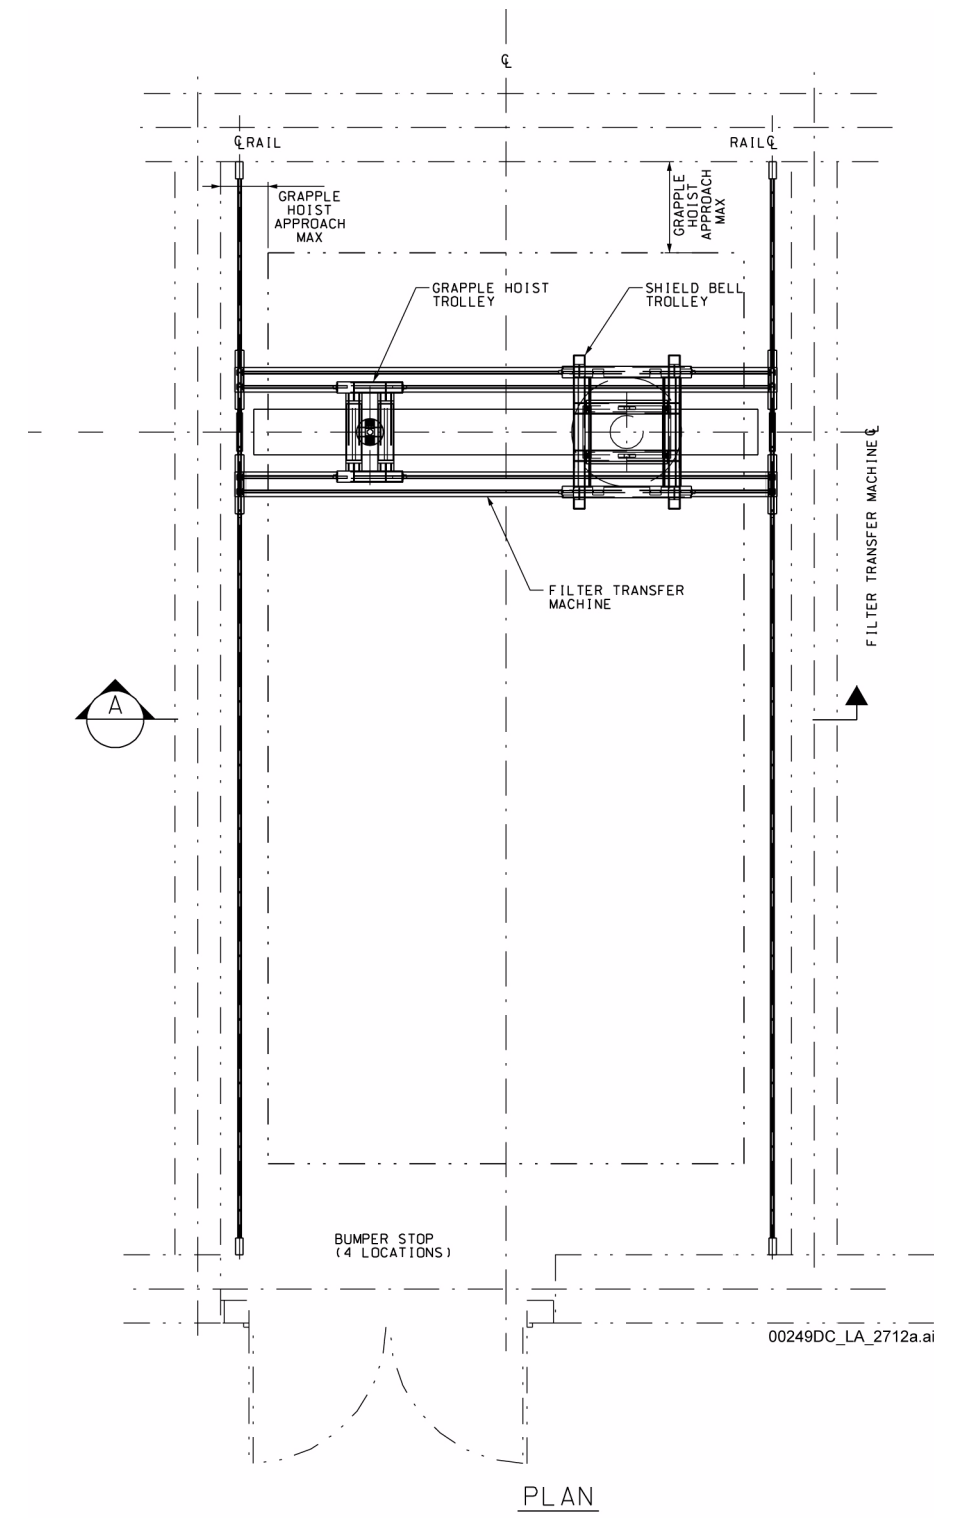 ℄
℄ RAIL
RAIL ℄
GRAPPLE
HOIST
APPROACH
MAX
GRAPPLE
HOIST
APPROACH
MAX
GRAPPLE HOIST
TROLLEY
SHIELD BELL
TROLLEY
FILTER TRANSFER MACHINE ℄
FILTER TRANSFER
MACHINE
A
BUMPER STOP
(4 LOCATIONS)
00249DC_LA_2712a.ai
PLAN